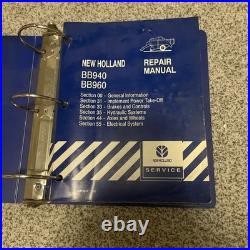 NEW HOLLAND
REPAIR
MANUAL
BB940
BB960
Section 00 - General Information
Section 31 - Implement Power Take-Off
Section 33 - Brakes and Controls
Section 35 - Hydraulic Systems
Section 44 - Axles and Wheels
Section 55 - Electrical System
NEW HOLLAND
SERVICE